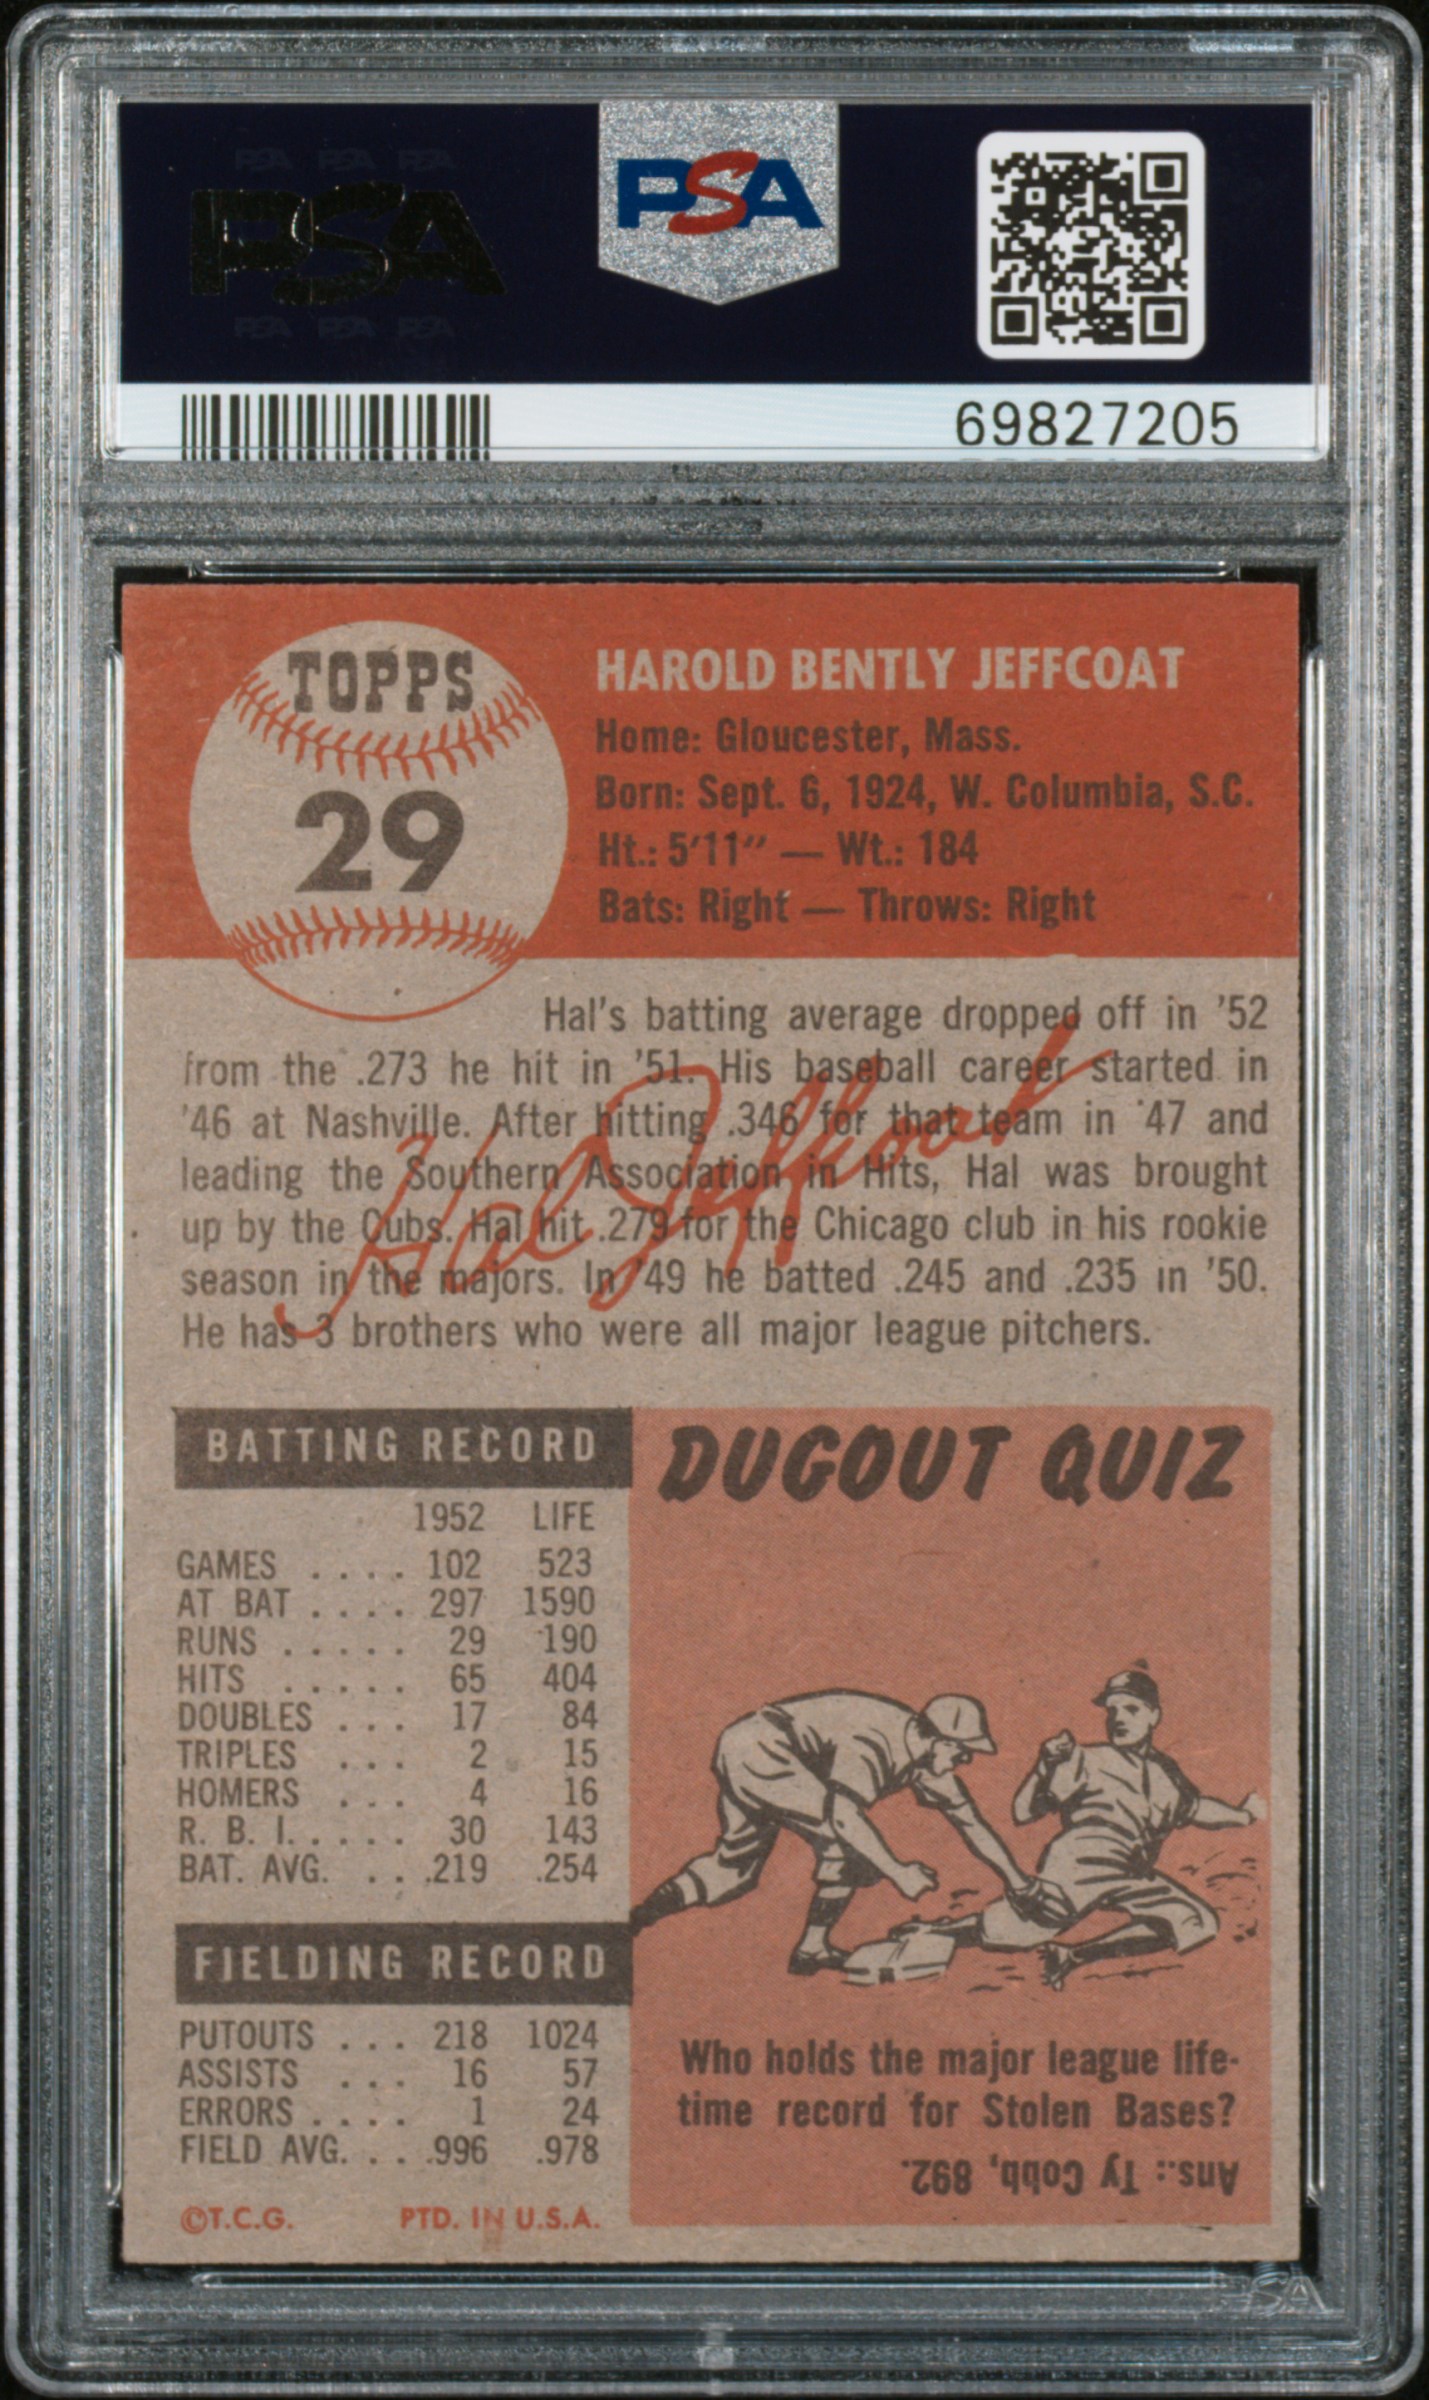 PSA PSA PSA
PSA
PSA PSA PSA
PSA
69827205
TOPPS
29
HAROLD BENTLY JEFFCOAT
Home: Gloucester, Mass.
Born: Sept. 6, 1924, W. Columbia, S.C.
Ht.: 5'11" — Wt.: 184
Bats: Right — Throws: Right
Hal's batting average dropped off in '52
from the .273 he hit in '51. His baseball career started in
'46 at Nashville. After hitting .346 for that team in '47 and
leading the Southern Association in Hits, Hal was brought
up by the Cubs. Hal hit .279 for the Chicago club in his rookie
season in the majors. In '49 he batted .245 and .235 in '50.
He has 3 brothers who were all major league pitchers.
Hal Jeffcoat
BATTING RECORD
1952 LIFE
GAMES .... 102 523
AT BAT .... 297 1590
RUNS ..... 29 190
HITS ..... 65 404
DOUBLES ... 17 84
TRIPLES ... 2 15
HOMERS ... 4 16
R. B. I. .... 30 143
BAT. AVG. .. .219 .254
FIELDING RECORD
PUTOUTS ... 218 1024
ASSISTS ... 16 57
ERRORS .... 1 24
FIELD AVG. .. .996 .978
©T.C.G. PTD. IN U.S.A.
DUGOUT QUIZ
Who holds the major league life-
time record for Stolen Bases?
Ans.: Ty Cobb, 892.
PSA